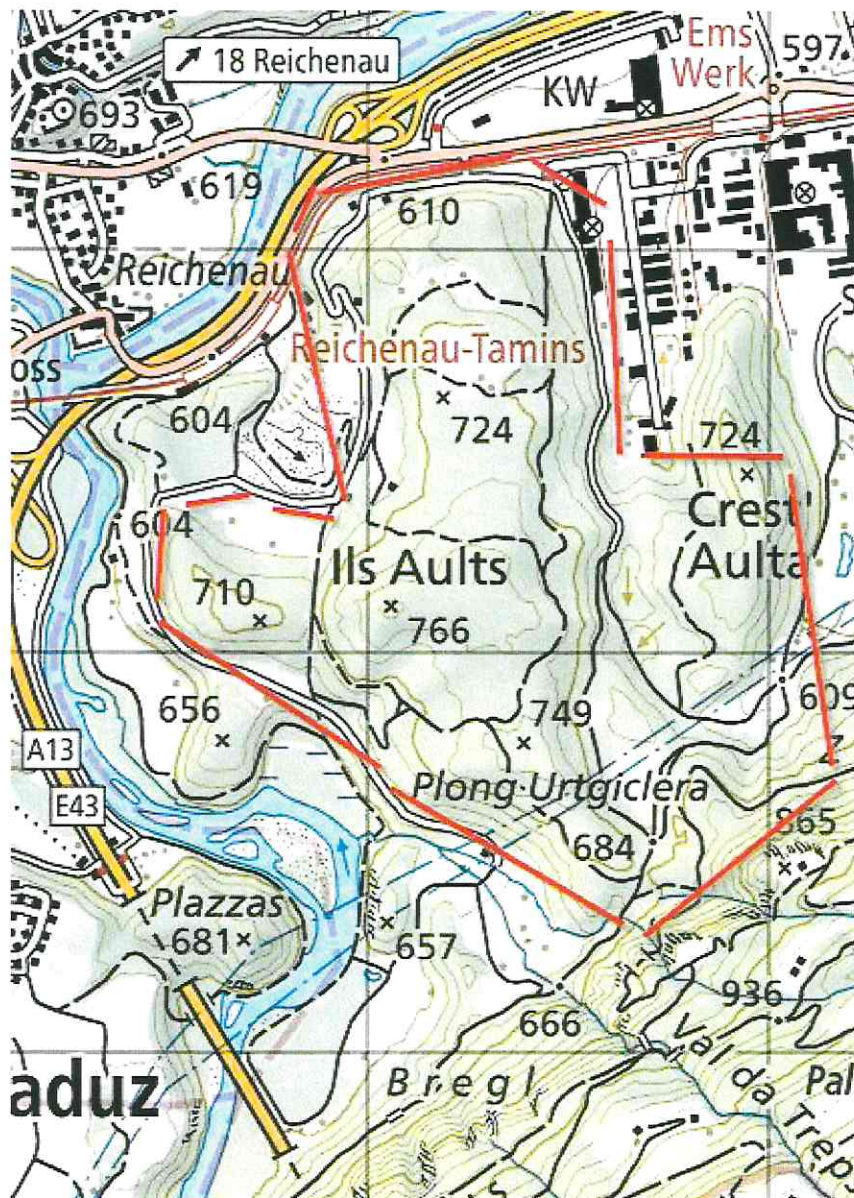 Ems
18 Reichenau
597
Werk
KW
693
619
610
Reichenau
Reichenau-Tamins
oss
604
724
724
604
Crest'
Ils Aults
Aulta
710
766
656
609
749
A13
Plong Urtgiclera
E43
684
865
Plazzas
681
657
936
666
Val da Treps
aduz
Bregl
Pal